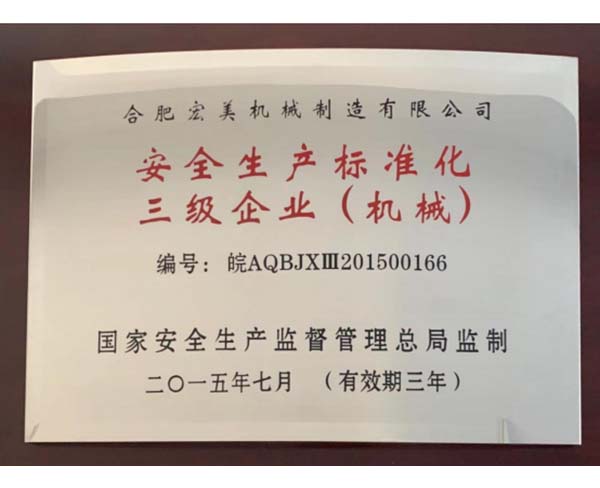 合肥宏美机械制造有限公司
安全生产标准化
三级企业（机械）
编号：皖AQBJXⅢ201500166
国家安全生产监督管理总局监制
二〇一五年七月 （有效期三年）